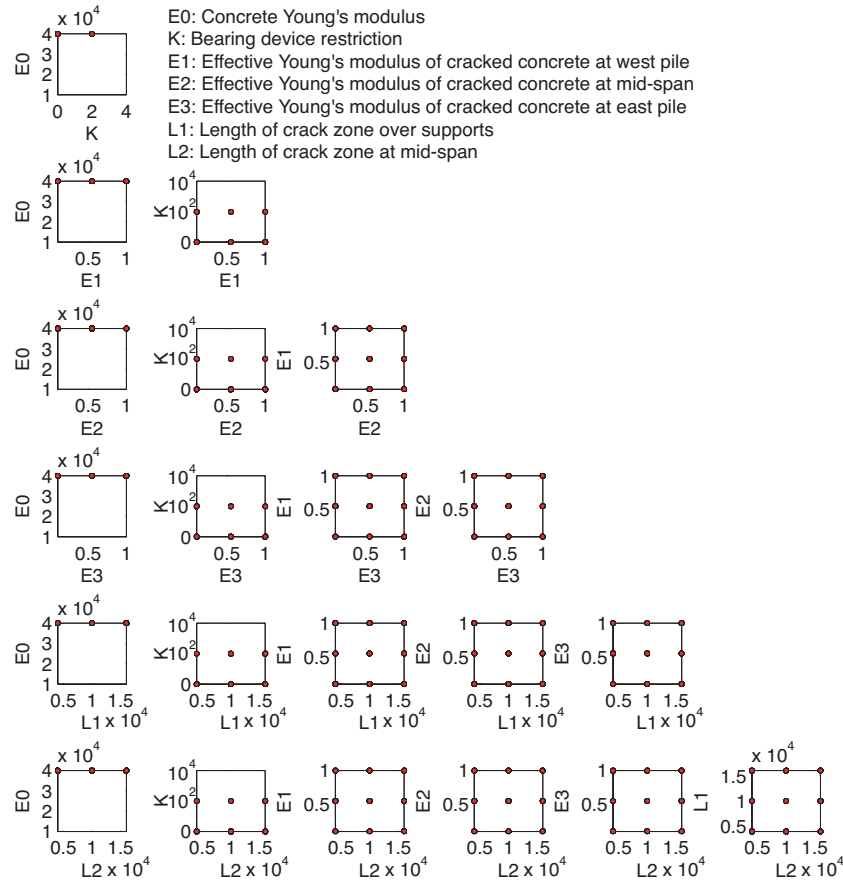 x 10^4
E0
4
3
2
1
0 2 4
K
E0: Concrete Young's modulus
K: Bearing device restriction
E1: Effective Young's modulus of cracked concrete at west pile
E2: Effective Young's modulus of cracked concrete at mid-span
E3: Effective Young's modulus of cracked concrete at east pile
L1: Length of crack zone over supports
L2: Length of crack zone at mid-span
x 10^4
E0
4
3
2
1
0.5 1
E1
K
10^4
10^2
0
0.5 1
E1
x 10^4
E0
4
3
2
1
0.5 1
E2
K
10^4
10^2
0
0.5 1
E2
E1
1
0.5
0.5 1
E2
x 10^4
E0
4
3
2
1
0.5 1
E3
K
10^4
10^2
0
0.5 1
E3
E1
1
0.5
0.5 1
E3
E2
1
0.5
0.5 1
E3
x 10^4
E0
4
3
2
1
0.5 1 1.5
L1 x 10^4
K
10^4
10^2
0
0.5 1 1.5
L1 x 10^4
E1
1
0.5
0.5 1 1.5
L1 x 10^4
E2
1
0.5
0.5 1 1.5
L1 x 10^4
E3
1
0.5
0.5 1 1.5
L1 x 10^4
x 10^4
E0
4
3
2
1
0.5 1 1.5
L2 x 10^4
K
10^4
10^2
0
0.5 1 1.5
L2 x 10^4
E1
1
0.5
0.5 1 1.5
L2 x 10^4
E2
1
0.5
0.5 1 1.5
L2 x 10^4
E3
1
0.5
0.5 1 1.5
L2 x 10^4
x 10^4
L1
1.5
1
0.5
0.5 1 1.5
L2 x 10^4